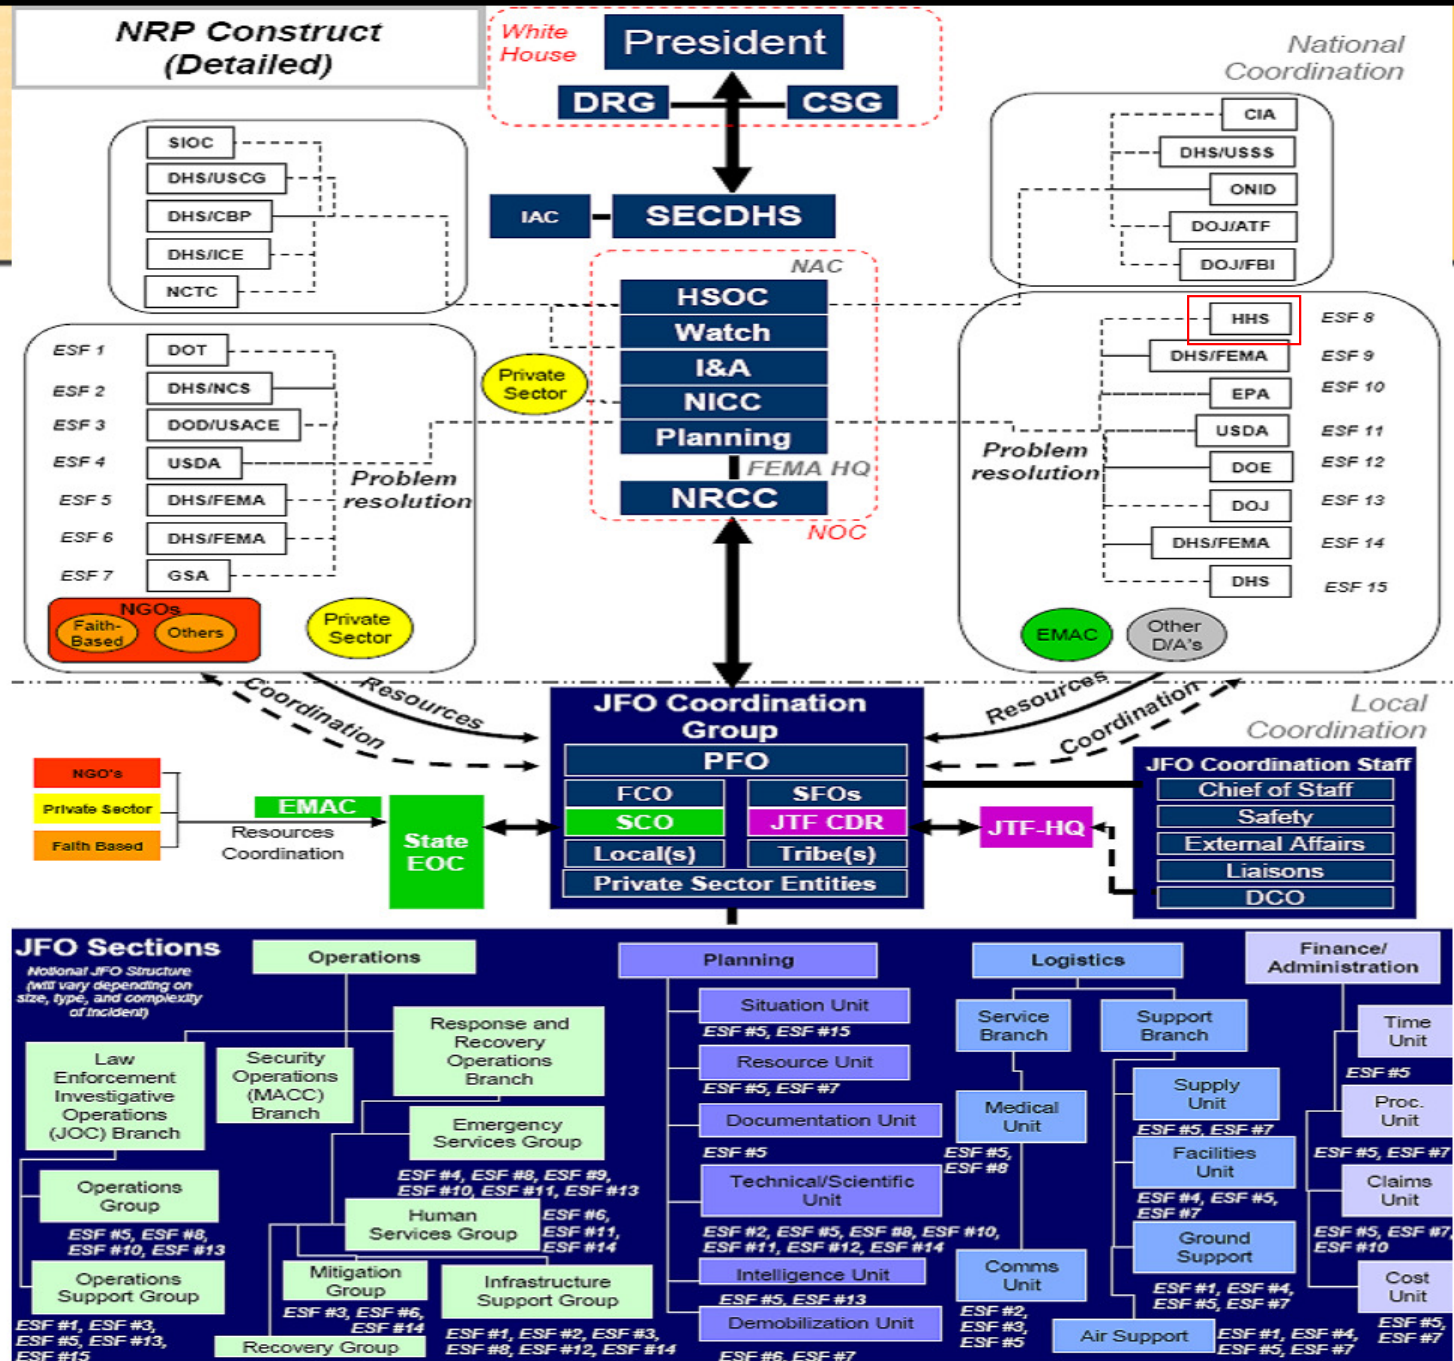 NRP Construct
(Detailed)
White
House
President
DRG
CSG
National
Coordination
SIOC
DHS/USCG
DHS/CBP
DHS/ICE
NCTC
IAC
SECDHS
CIA
DHS/USSS
ONID
DOJ/ATF
DOJ/FBI
NAC
HSOC
Watch
I&A
NICC
Planning
FEMA HQ
NRCC
NOC
Private
Sector
ESF 1
DOT
ESF 2
DHS/NCS
ESF 3
DOD/USACE
ESF 4
USDA
ESF 5
DHS/FEMA
ESF 6
DHS/FEMA
ESF 7
GSA
Problem
resolution
NGOs
Faith-
Based
Others
Private
Sector
HHS
ESF 8
DHS/FEMA
ESF 9
EPA
ESF 10
USDA
ESF 11
DOE
ESF 12
DOJ
ESF 13
DHS/FEMA
ESF 14
DHS
ESF 15
Problem
resolution
EMAC
Other
D/A's
Coordination
Resources
Resources
Coordination
Local
Coordination
JFO Coordination
Group
PFO
FCO
SFOs
SCO
JTF CDR
Local(s)
Tribe(s)
Private Sector Entities
NGO's
Private Sector
Faith Based
EMAC
Resources
Coordination
State
EOC
JTF-HQ
JFO Coordination Staff
Chief of Staff
Safety
External Affairs
Liaisons
DCO
JFO Sections
Notional JFO Structure
(will vary depending on
size, type, and complexity
of Incident)
Operations
Law
Enforcement
Investigative
Operations
(JOC) Branch
Security
Operations
(MACC)
Branch
Response and
Recovery
Operations
Branch
Emergency
Services Group
ESF #4, ESF #8, ESF #9,
ESF #10, ESF #11, ESF #13
Operations
Group
ESF #5, ESF #8,
ESF #10, ESF #13
Human
Services Group
ESF #6,
ESF #11,
ESF #14
Operations
Support Group
ESF #1, ESF #3,
ESF #5, ESF #13,
ESF #15
Mitigation
Group
ESF #3, ESF #6,
ESF #14
Recovery Group
Infrastructure
Support Group
ESF #1, ESF #2, ESF #3,
ESF #8, ESF #12, ESF #14
Planning
Situation Unit
ESF #5, ESF #15
Resource Unit
ESF #5, ESF #7
Documentation Unit
ESF #5
Technical/Scientific
Unit
ESF #2, ESF #5, ESF #8, ESF #10,
ESF #11, ESF #12, ESF #14
Intelligence Unit
ESF #5, ESF #13
Demobilization Unit
ESF #6, ESF #7
Logistics
Service
Branch
Support
Branch
Medical
Unit
ESF #5,
ESF #8
Comms
Unit
ESF #2,
ESF #3,
ESF #5
Supply
Unit
ESF #5, ESF #7
Facilities
Unit
ESF #4, ESF #5,
ESF #7
Ground
Support
ESF #1, ESF #4,
ESF #5, ESF #7
Air Support
ESF #1, ESF #4,
ESF #5, ESF #7
Finance/
Administration
Time
Unit
ESF #5
Proc.
Unit
ESF #5, ESF #7
Claims
Unit
ESF #5, ESF #7,
ESF #10
Cost
Unit
ESF #5,
ESF #7